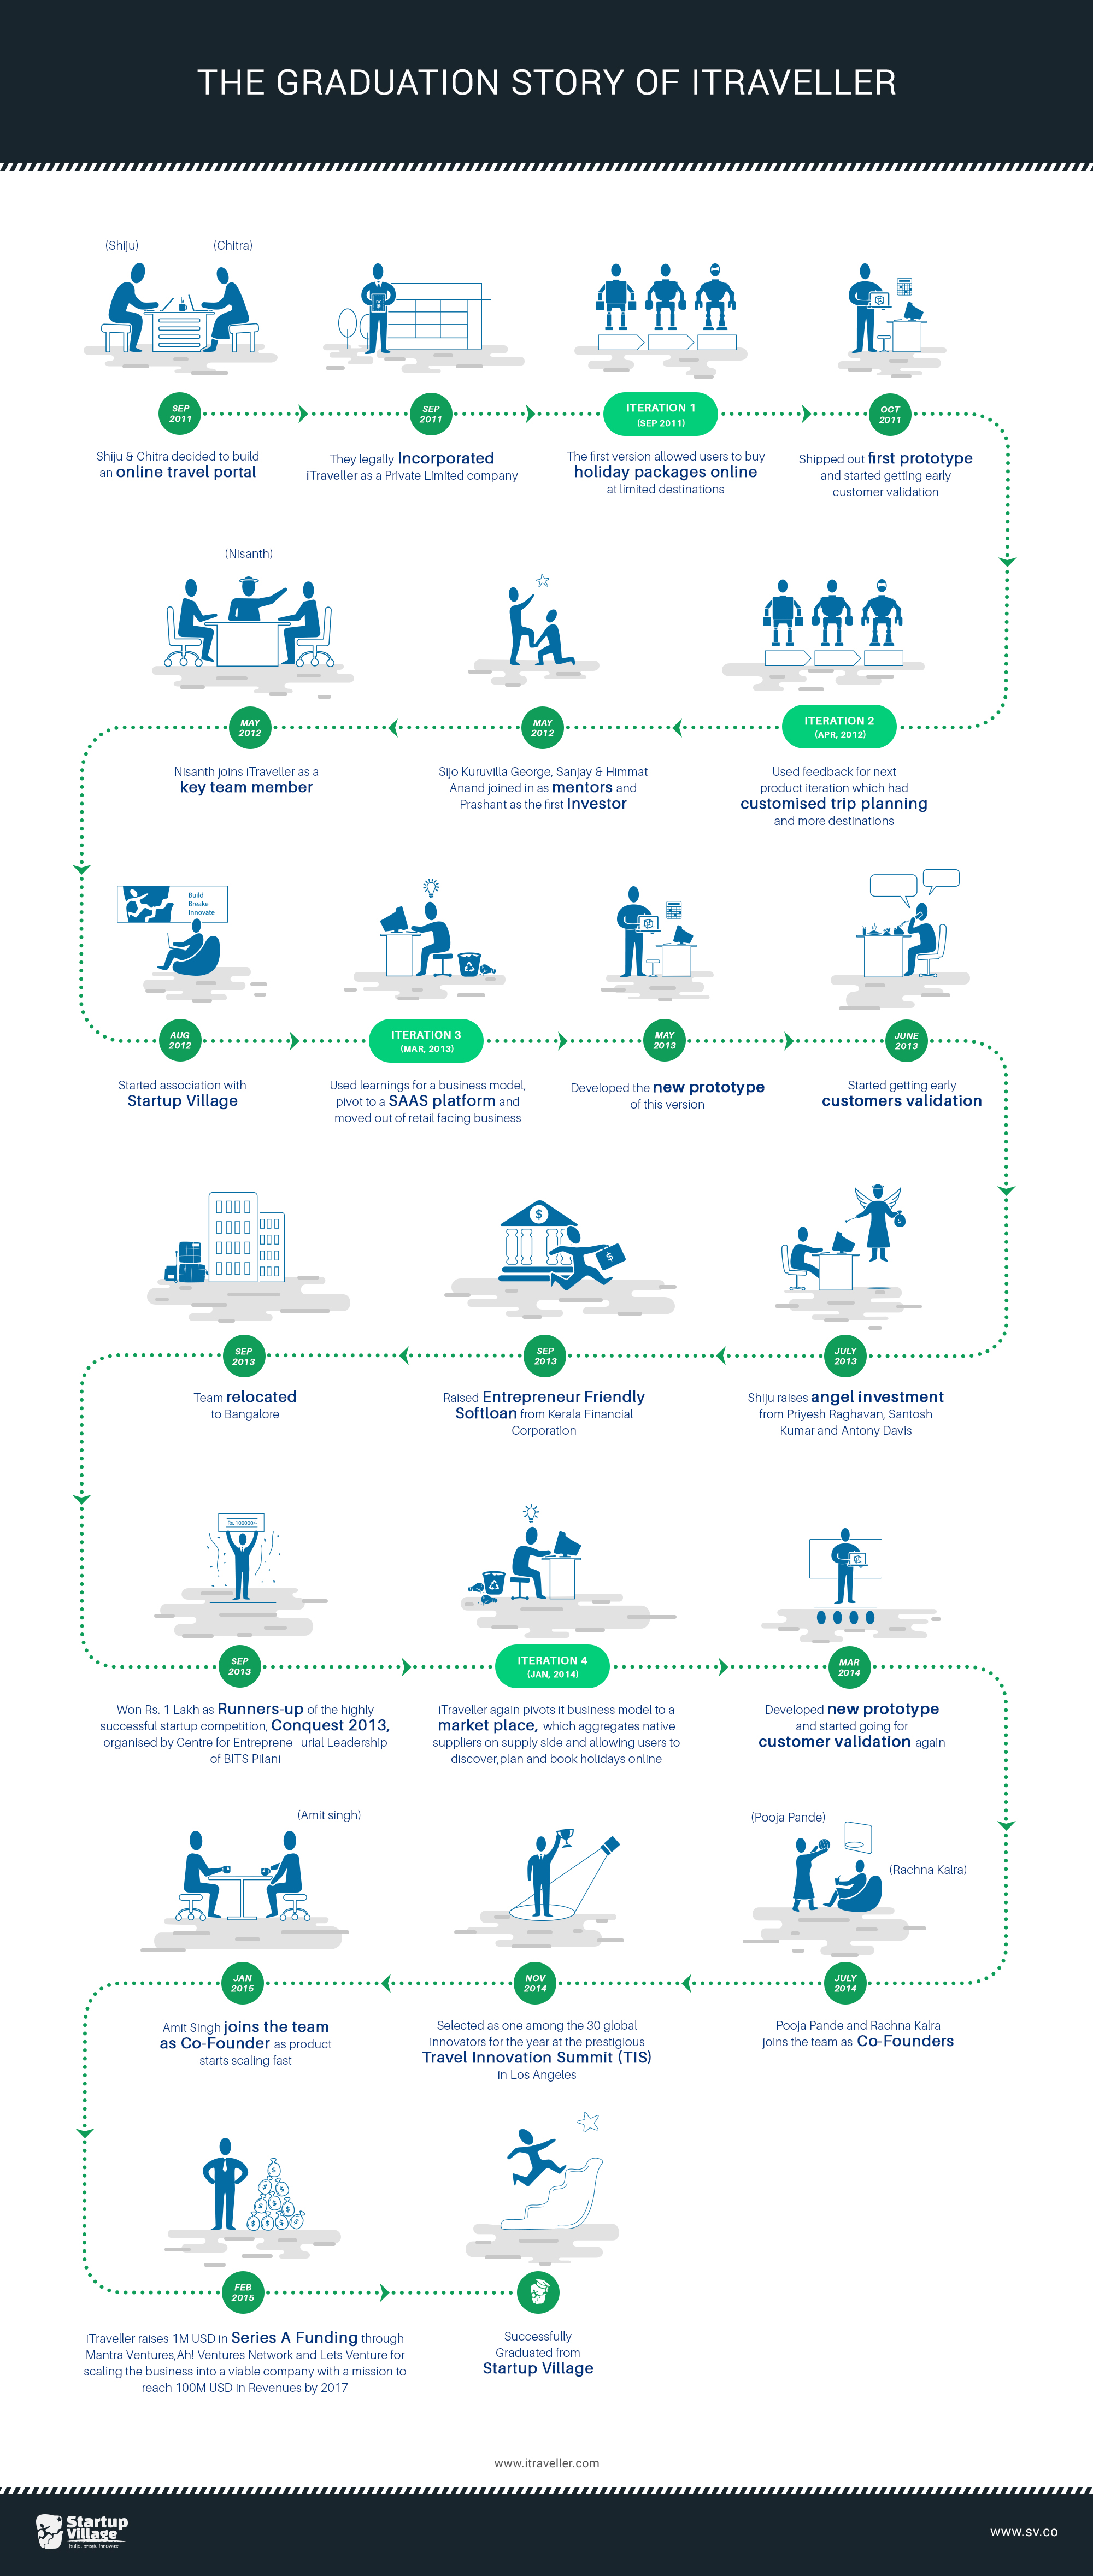 THE GRADUATION STORY OF ITRAVELLER
(Shiju)
(Chitra)
SEP
2011
Shiju & Chitra decided to build
an online travel portal
SEP
2011
They legally Incorporated
iTraveller as a Private Limited company
ITERATION 1
(SEP 2011)
The first version allowed users to buy
holiday packages online
at limited destinations
OCT
2011
Shipped out first prototype
and started getting early
customer validation
ITERATION 2
(APR, 2012)
Used feedback for next
product iteration which had
customised trip planning
and more destinations
MAY
2012
Sijo Kuruvilla George, Sanjay & Himmat
Anand joined in as mentors and
Prashant as the first Investor
(Nisanth)
MAY
2012
Nisanth joins iTraveller as a
key team member
Build
Breake
Innovate
AUG
2012
Started association with
Startup Village
ITERATION 3
(MAR, 2013)
Used learnings for a business model,
pivot to a SAAS platform and
moved out of retail facing business
MAY
2013
Developed the new prototype
of this version
JUNE
2013
Started getting early
customers validation
$
JULY
2013
Shiju raises angel investment
from Priyesh Raghavan, Santosh
Kumar and Antony Davis
$
$
SEP
2013
Raised Entrepreneur Friendly
Softloan from Kerala Financial
Corporation
SEP
2013
Team relocated
to Bangalore
Rs. 100000/-
SEP
2013
Won Rs. 1 Lakh as Runners-up of the highly
successful startup competition, Conquest 2013,
organised by Centre for Entreprene urial Leadership
of BITS Pilani
ITERATION 4
(JAN, 2014)
iTraveller again pivots it business model to a
market place, which aggregates native
suppliers on supply side and allowing users to
discover,plan and book holidays online
MAR
2014
Developed new prototype
and started going for
customer validation again
(Pooja Pande)
(Rachna Kalra)
JULY
2014
Pooja Pande and Rachna Kalra
joins the team as Co-Founders
NOV
2014
Selected as one among the 30 global
innovators for the year at the prestigious
Travel Innovation Summit (TIS)
in Los Angeles
(Amit singh)
JAN
2015
Amit Singh joins the team
as Co-Founder as product
starts scaling fast
FEB
2015
iTraveller raises 1M USD in Series A Funding through
Mantra Ventures,Ah! Ventures Network and Lets Venture for
scaling the business into a viable company with a mission to
reach 100M USD in Revenues by 2017
Successfully
Graduated from
Startup Village
www.itraveller.com
Startup
Village
build. break. innovate
WWW.SV.CO